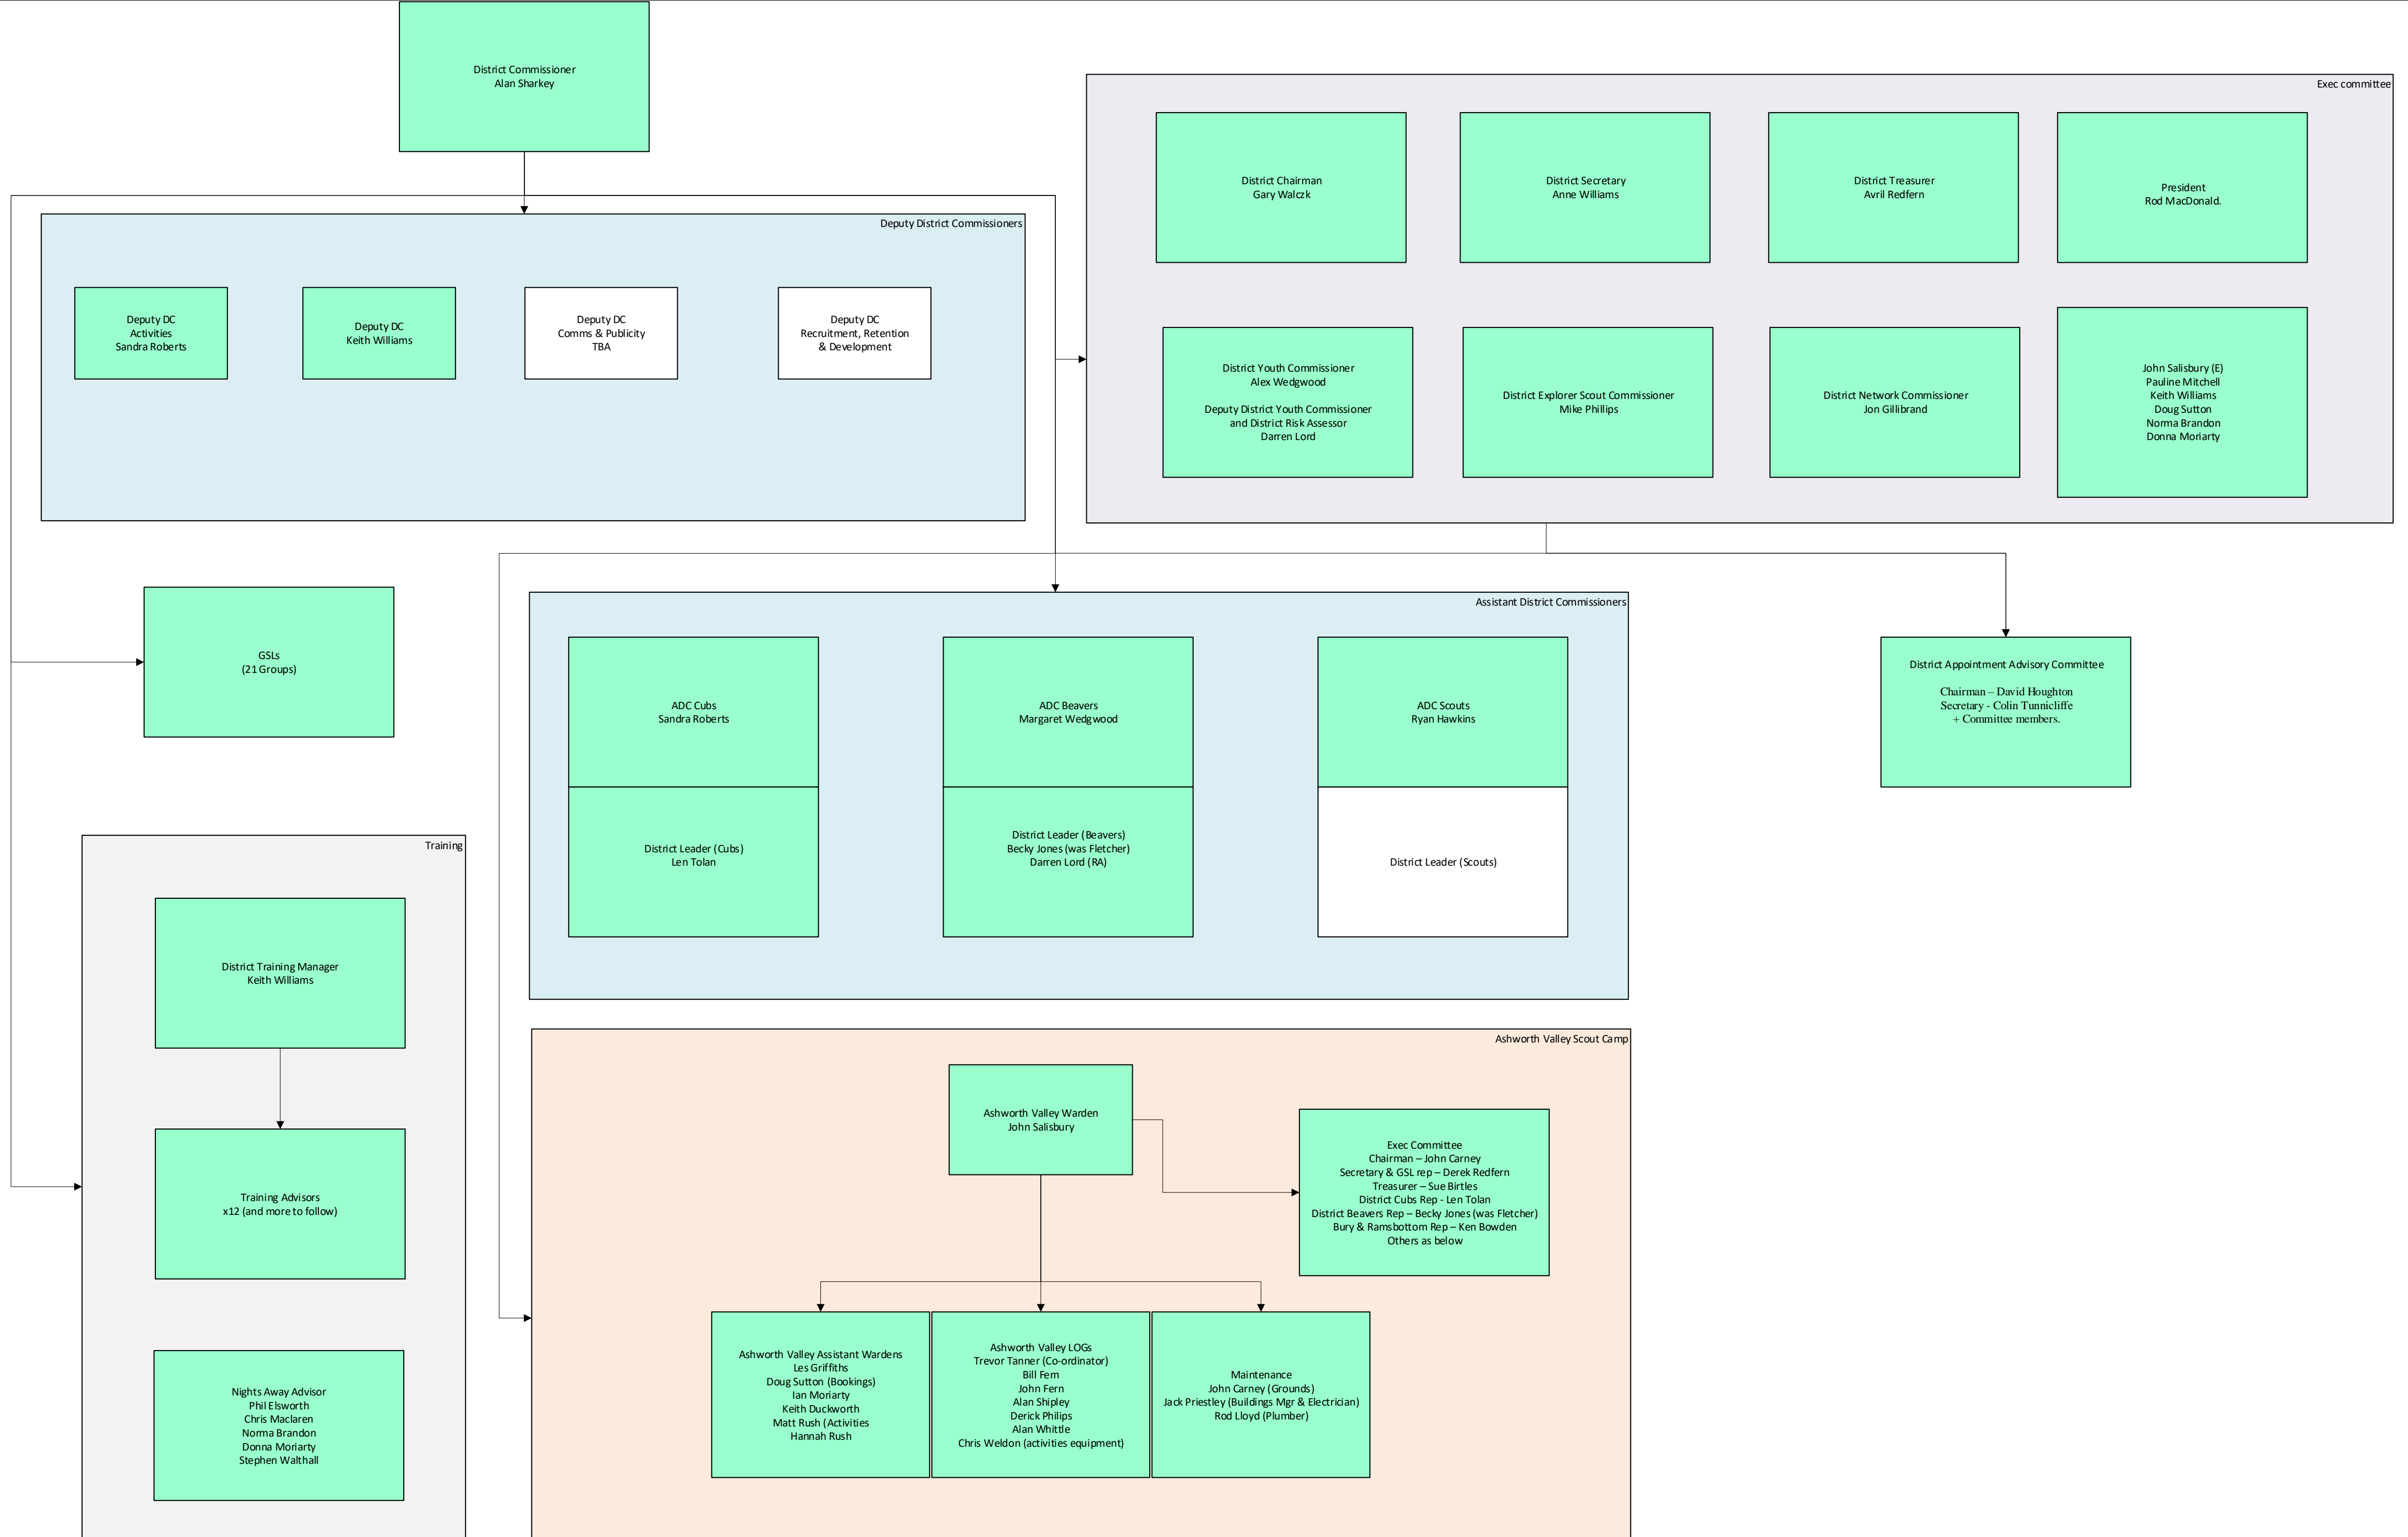 District Commissioner
Alan Sharkey
Exec committee
District Chairman
Gary Walczk
District Secretary
Anne Williams
District Treasurer
Avril Redfern
President
Rod MacDonald.
District Youth Commissioner
Alex Wedgwood
Deputy District Youth Commissioner
and District Risk Assessor
Darren Lord
District Explorer Scout Commissioner
Mike Phillips
District Network Commissioner
Jon Gillibrand
John Salisbury (E)
Pauline Mitchell
Keith Williams
Doug Sutton
Norma Brandon
Donna Moriarty
Deputy District Commissioners
Deputy DC
Activities
Sandra Roberts
Deputy DC
Keith Williams
Deputy DC
Comms & Publicity
TBA
Deputy DC
Recruitment, Retention
& Development
GSLs
(21 Groups)
Assistant District Commissioners
ADC Cubs
Sandra Roberts
ADC Beavers
Margaret Wedgwood
ADC Scouts
Ryan Hawkins
District Leader (Cubs)
Len Tolan
District Leader (Beavers)
Becky Jones (was Fletcher)
Darren Lord (RA)
District Leader (Scouts)
District Appointment Advisory Committee
Chairman – David Houghton
Secretary - Colin Tunnicliffe
+ Committee members.
Training
District Training Manager
Keith Williams
Training Advisors
x12 (and more to follow)
Nights Away Advisor
Phil Elsworth
Chris Maclaren
Norma Brandon
Donna Moriarty
Stephen Walthall
Ashworth Valley Scout Camp
Ashworth Valley Warden
John Salisbury
Exec Committee
Chairman – John Carney
Secretary & GSL rep – Derek Redfern
Treasurer – Sue Birtles
District Cubs Rep - Len Tolan
District Beavers Rep – Becky Jones (was Fletcher)
Bury & Ramsbottom Rep – Ken Bowden
Others as below
Ashworth Valley Assistant Wardens
Les Griffiths
Doug Sutton (Bookings)
Ian Moriarty
Keith Duckworth
Matt Rush (Activities
Hannah Rush
Ashworth Valley LOGs
Trevor Tanner (Co-ordinator)
Bill Fern
John Fern
Alan Shipley
Derick Philips
Alan Whittle
Chris Weldon (activities equipment)
Maintenance
John Carney (Grounds)
Jack Priestley (Buildings Mgr & Electrician)
Rod Lloyd (Plumber)